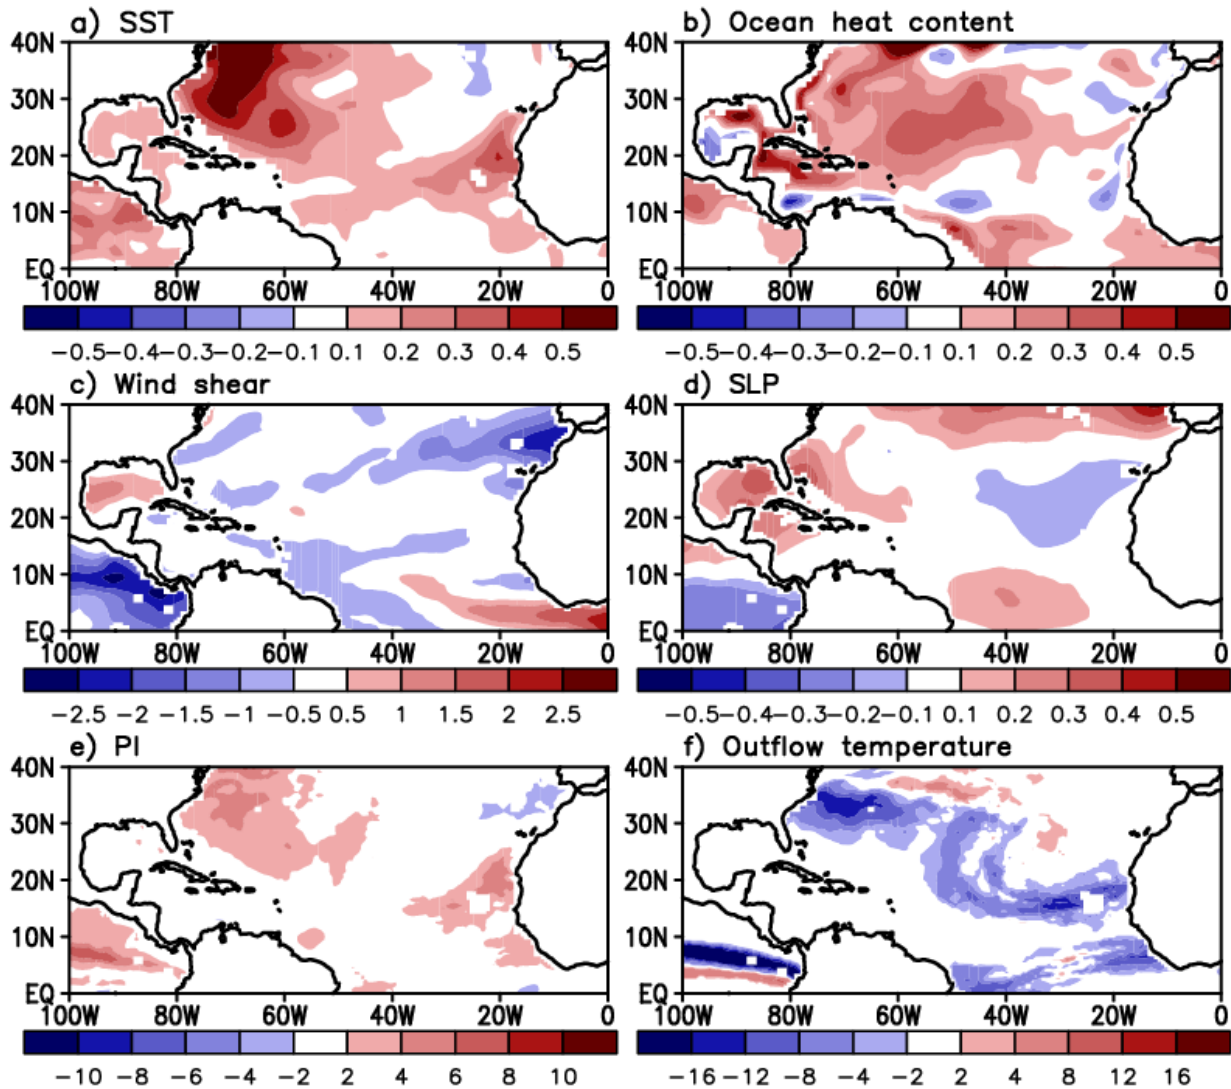 a) SST
b) Ocean heat content
40N
30N
20N
10N
EQ
100W 80W 60W 40W 20W 0
40N
30N
20N
10N
EQ
100W 80W 60W 40W 20W 0
-0.5 -0.4 -0.3 -0.2 -0.1 0.1 0.2 0.3 0.4 0.5
-0.5 -0.4 -0.3 -0.2 -0.1 0.1 0.2 0.3 0.4 0.5
c) Wind shear
d) SLP
40N
30N
20N
10N
EQ
100W 80W 60W 40W 20W 0
40N
30N
20N
10N
EQ
100W 80W 60W 40W 20W 0
-2.5 -2 -1.5 -1 -0.5 0.5 1 1.5 2 2.5
-0.5 -0.4 -0.3 -0.2 -0.1 0.1 0.2 0.3 0.4 0.5
e) PI
f) Outflow temperature
40N
30N
20N
10N
EQ
100W 80W 60W 40W 20W 0
40N
30N
20N
10N
EQ
100W 80W 60W 40W 20W 0
-10 -8 -6 -4 -2 2 4 6 8 10
-16 -12 -8 -4 -2 2 4 8 12 16